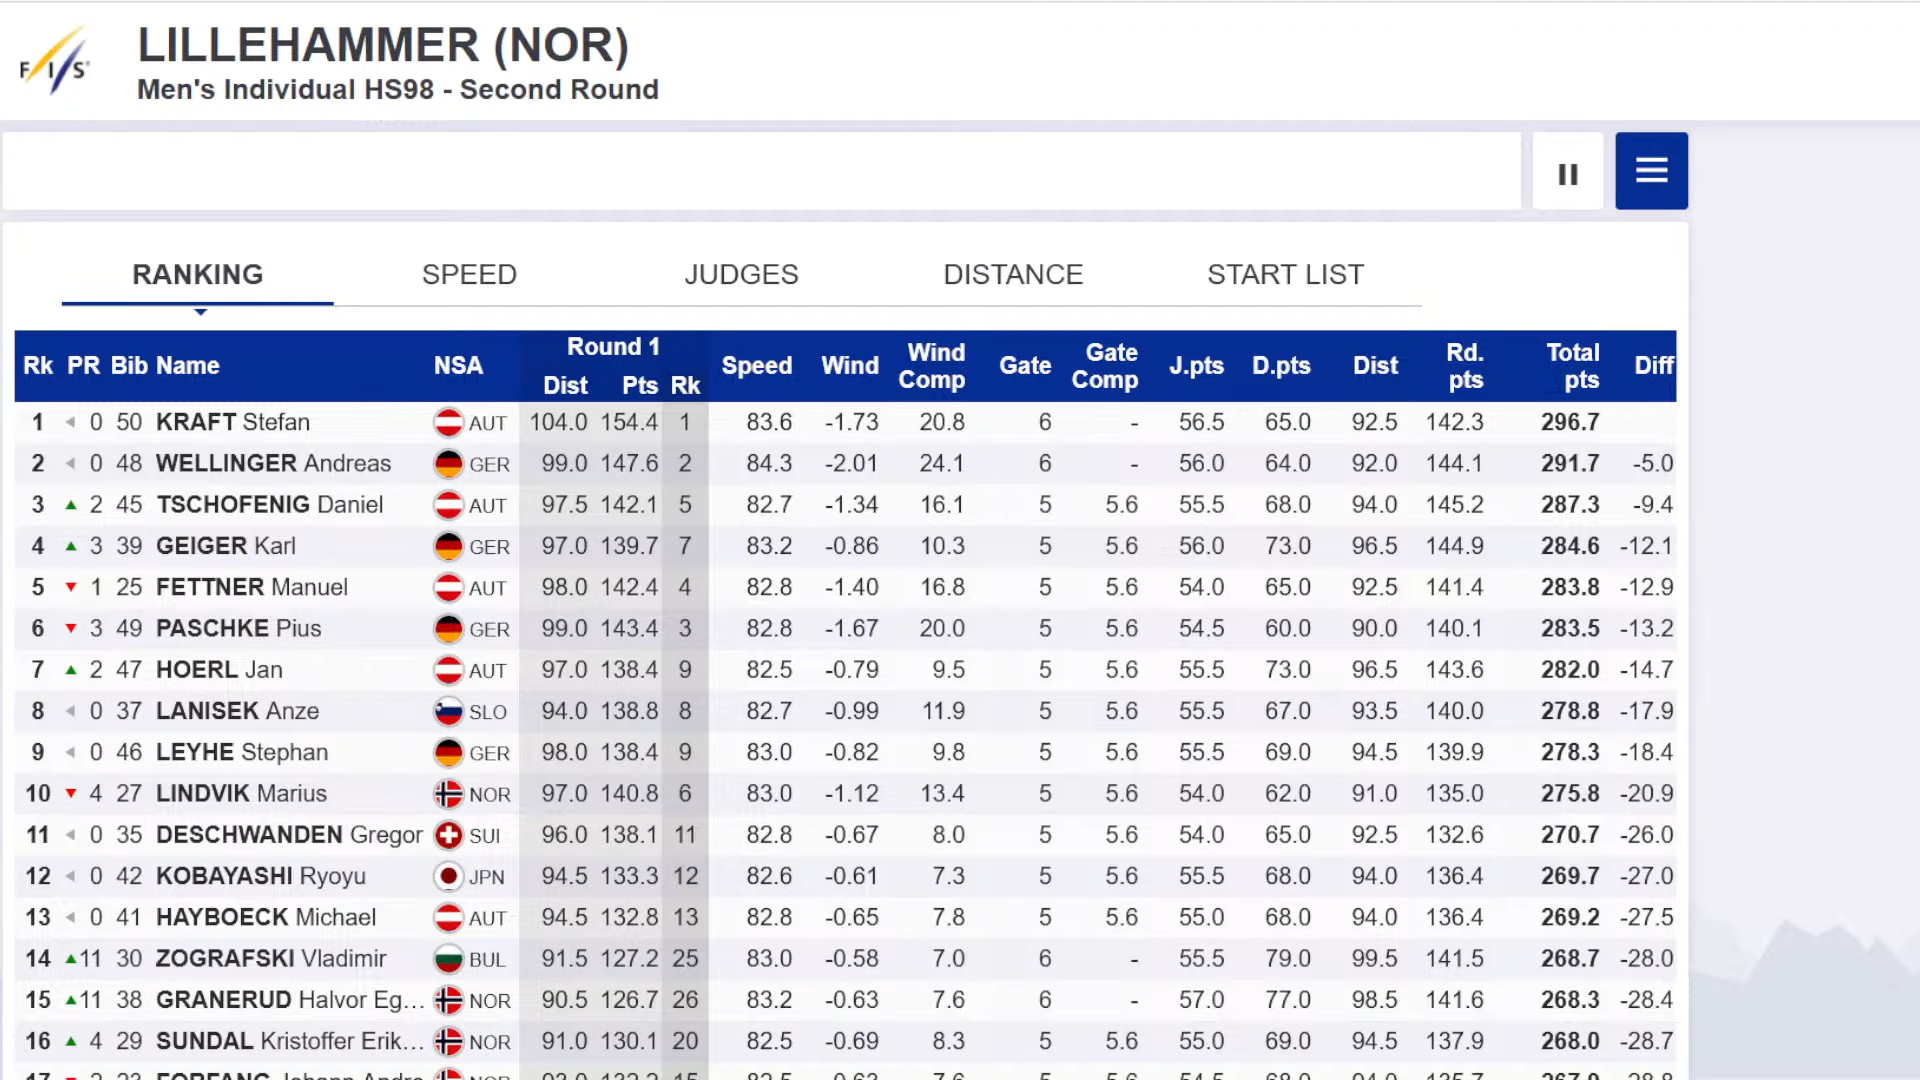 FIS
LILLEHAMMER (NOR)
Men's Individual HS98 - Second Round
RANKING SPEED JUDGES DISTANCE START LIST
Rk PR Bib Name NSA Round 1 Dist Pts Rk Speed Wind Wind Comp Gate Gate Comp J.pts D.pts Dist Rd. pts Total pts Diff
1 0 50 KRAFT Stefan AUT 104.0 154.4 1 83.6 -1.73 20.8 6 - 56.5 65.0 92.5 142.3 296.7
2 0 48 WELLINGER Andreas GER 99.0 147.6 2 84.3 -2.01 24.1 6 - 56.0 64.0 92.0 144.1 291.7 -5.0
3 2 45 TSCHOFENIG Daniel AUT 97.5 142.1 5 82.7 -1.34 16.1 5 5.6 55.5 68.0 94.0 145.2 287.3 -9.4
4 3 39 GEIGER Karl GER 97.0 139.7 7 83.2 -0.86 10.3 5 5.6 56.0 73.0 96.5 144.9 284.6 -12.1
5 1 25 FETTNER Manuel AUT 98.0 142.4 4 82.8 -1.40 16.8 5 5.6 54.0 65.0 92.5 141.4 283.8 -12.9
6 3 49 PASCHKE Pius GER 99.0 143.4 3 82.8 -1.67 20.0 5 5.6 54.5 60.0 90.0 140.1 283.5 -13.2
7 2 47 HOERL Jan AUT 97.0 138.4 9 82.5 -0.79 9.5 5 5.6 55.5 73.0 96.5 143.6 282.0 -14.7
8 0 37 LANISEK Anze SLO 94.0 138.8 8 82.7 -0.99 11.9 5 5.6 55.5 67.0 93.5 140.0 278.8 -17.9
9 0 46 LEYHE Stephan GER 98.0 138.4 9 83.0 -0.82 9.8 5 5.6 55.5 69.0 94.5 139.9 278.3 -18.4
10 4 27 LINDVIK Marius NOR 97.0 140.8 6 83.0 -1.12 13.4 5 5.6 54.0 62.0 91.0 135.0 275.8 -20.9
11 0 35 DESCHWANDEN Gregor SUI 96.0 138.1 11 82.8 -0.67 8.0 5 5.6 54.0 65.0 92.5 132.6 270.7 -26.0
12 0 42 KOBAYASHI Ryoyu JPN 94.5 133.3 12 82.6 -0.61 7.3 5 5.6 55.5 68.0 94.0 136.4 269.7 -27.0
13 0 41 HAYBOECK Michael AUT 94.5 132.8 13 82.8 -0.65 7.8 5 5.6 55.0 68.0 94.0 136.4 269.2 -27.5
14 11 30 ZOGRAFSKI Vladimir BUL 91.5 127.2 25 83.0 -0.58 7.0 6 - 55.5 79.0 99.5 141.5 268.7 -28.0
15 11 38 GRANERUD Halvor Eg... NOR 90.5 126.7 26 83.2 -0.63 7.6 6 - 57.0 77.0 98.5 141.6 268.3 -28.4
16 4 29 SUNDAL Kristoffer Erik... NOR 91.0 130.1 20 82.5 -0.69 8.3 5 5.6 55.0 69.0 94.5 137.9 268.0 -28.7